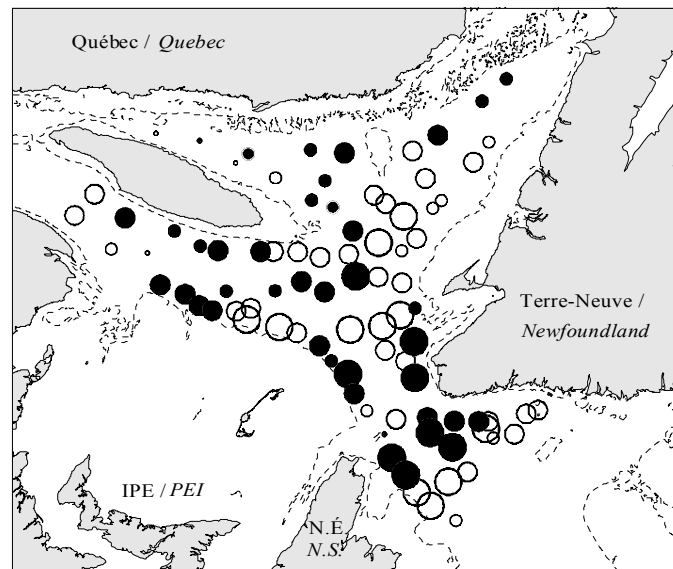 Québec / Quebec
Terre-Neuve /
Newfoundland
IPE / PEI
N.É
N.S.